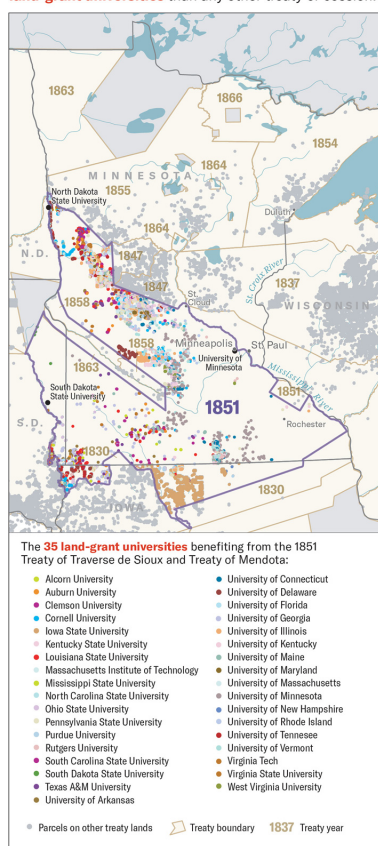 land-grant universities than any other treaty or cession.
1863
1866
1854
1864
MINNESOTA
1855
North Dakota
State University
Duluth
1864
N.D.
1847
1847
St. Croix River
1837
1858
St.
Cloud
WISCONSIN
1858
Minneapolis
St. Paul
University of
Minnesota
1863
Mississippi River
South Dakota
State University
1851
1851
Rochester
S.D.
1830
1830
IOWA
The 35 land-grant universities benefiting from the 1851
Treaty of Traverse de Sioux and Treaty of Mendota:
Alcorn University
Auburn University
Clemson University
Cornell University
Iowa State University
Kentucky State University
Louisiana State University
Massachusetts Institute of Technology
Mississippi State University
North Carolina State University
Ohio State University
Pennsylvania State University
Purdue University
Rutgers University
South Carolina State University
South Dakota State University
Texas A&M University
University of Arkansas
University of Connecticut
University of Delaware
University of Florida
University of Georgia
University of Illinois
University of Kentucky
University of Maine
University of Maryland
University of Massachusetts
University of Minnesota
University of New Hampshire
University of Rhode Island
University of Tennesee
University of Vermont
Virginia Tech
Virginia State University
West Virginia University
Parcels on other treaty lands
Treaty boundary
1837 Treaty year